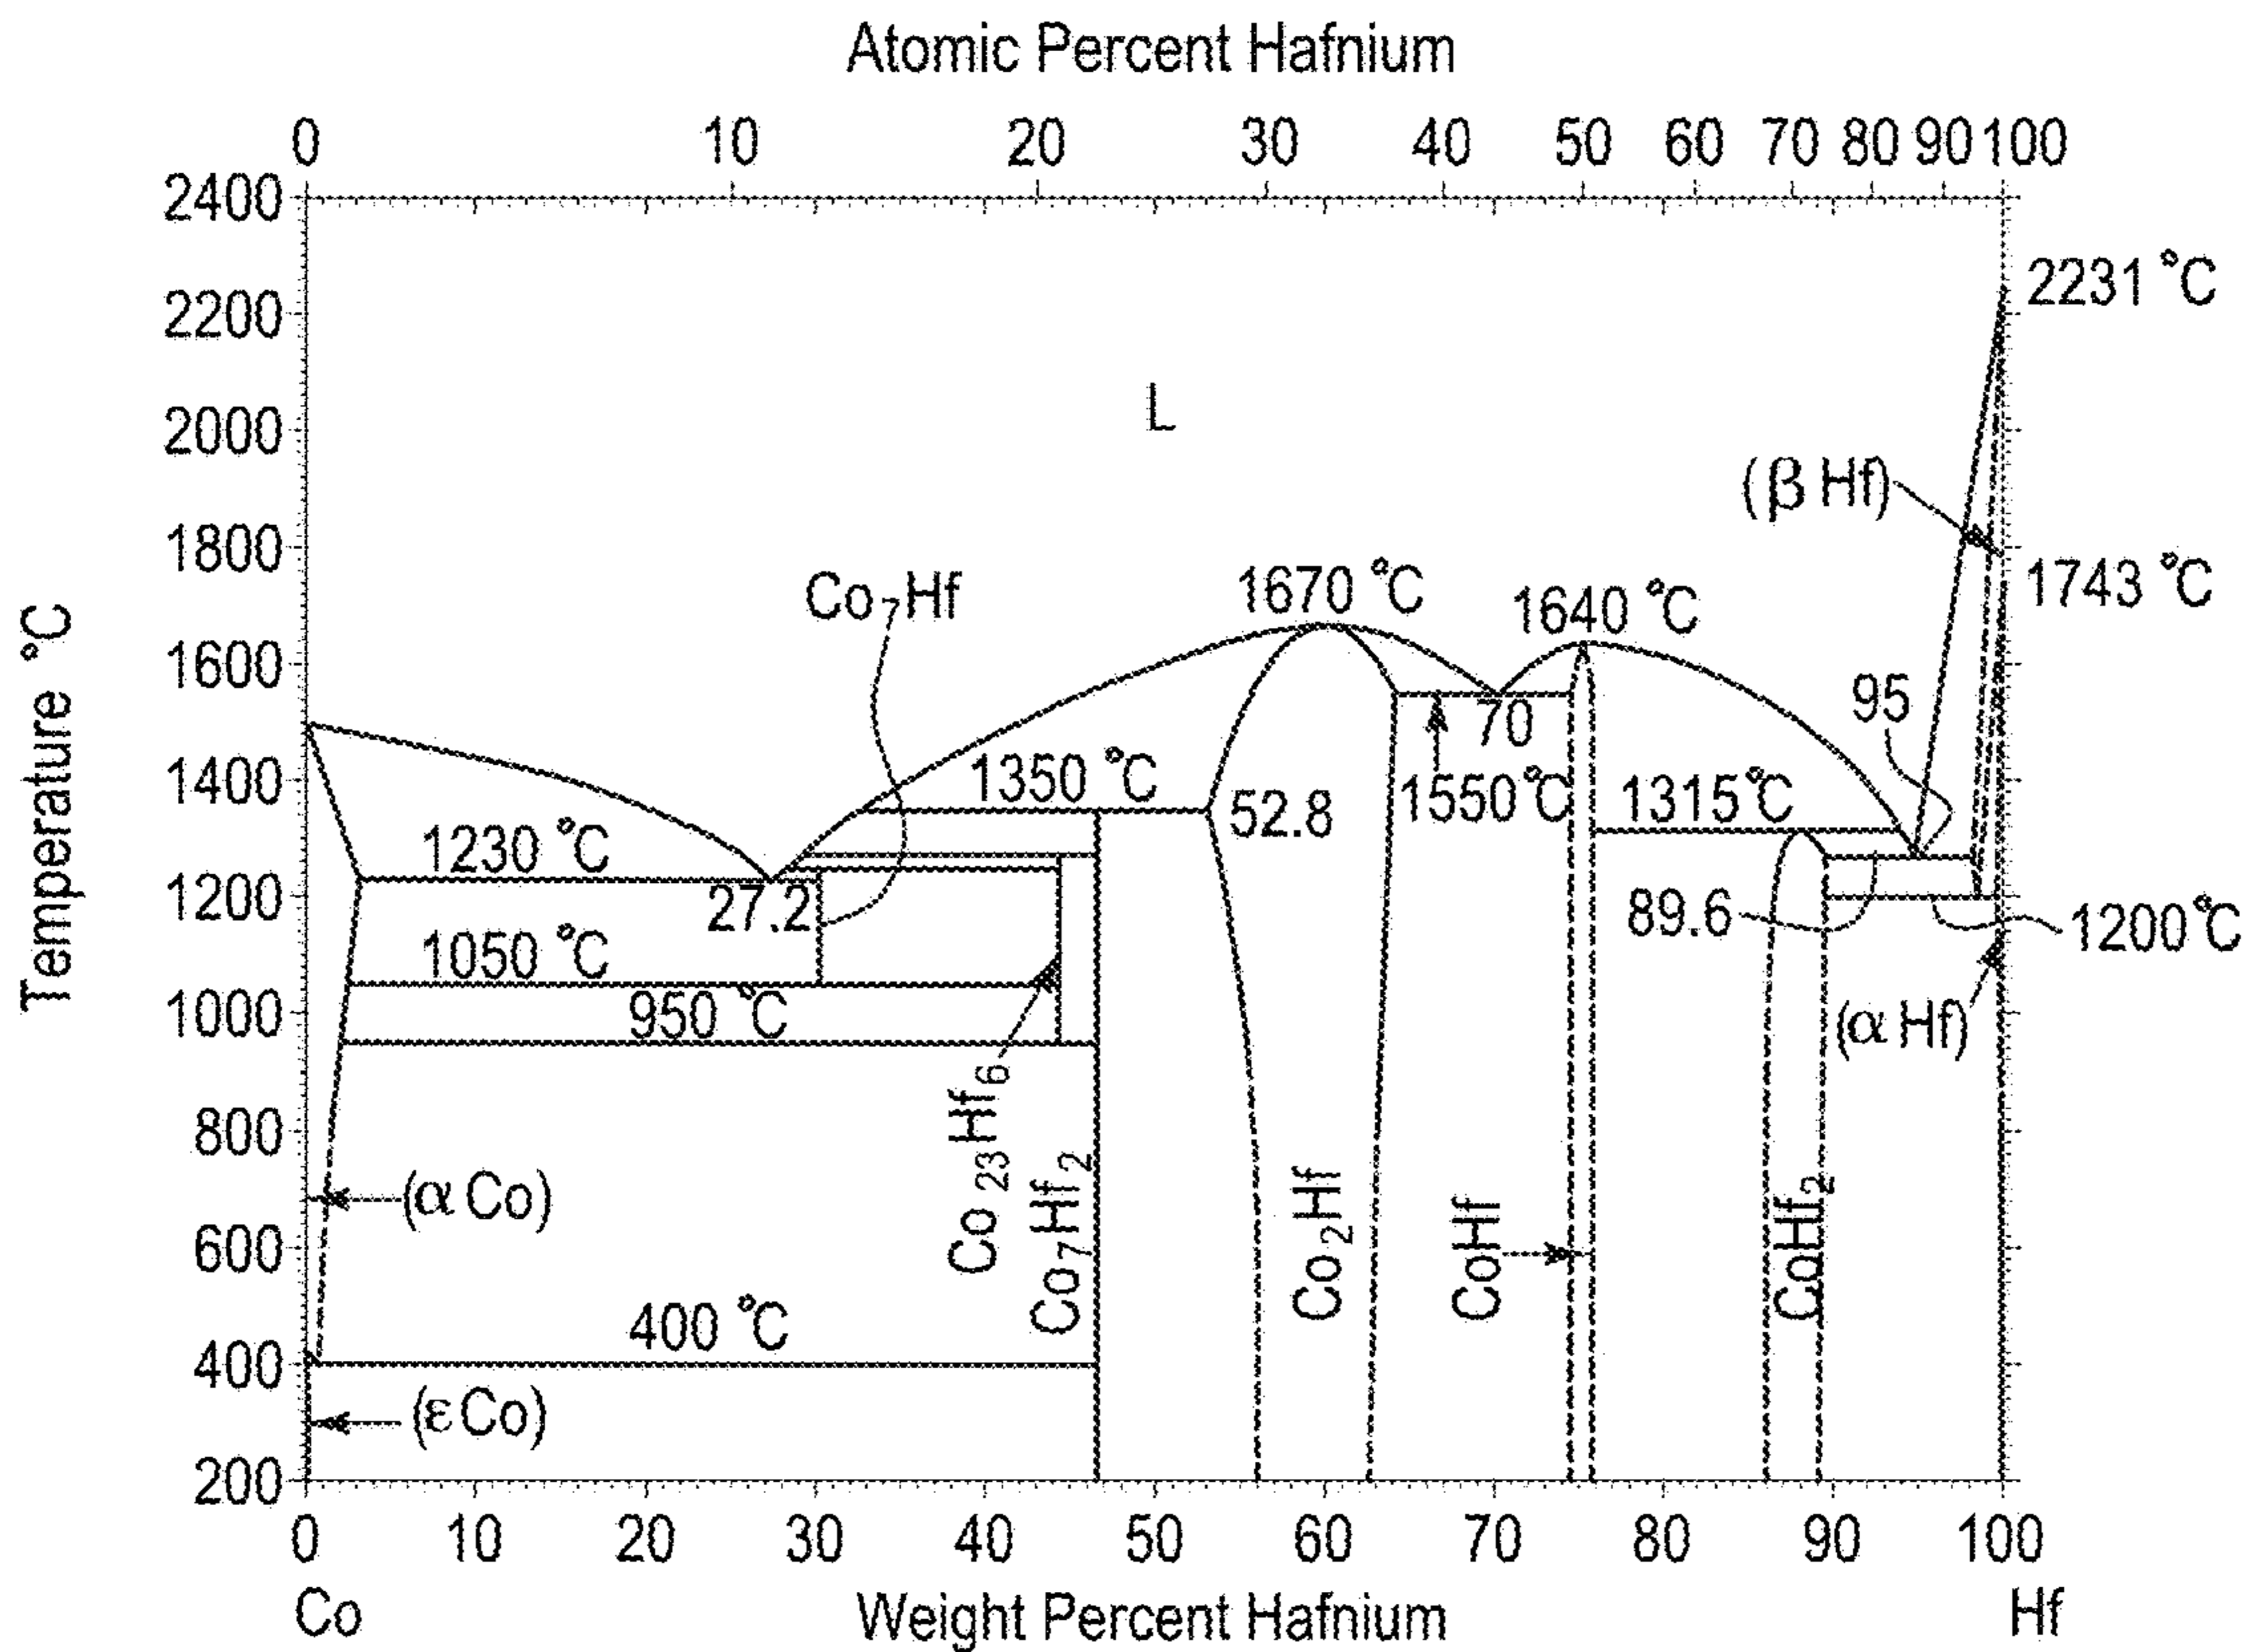 Atomic Percent Hafnium
0 10 20 30 40 50 60 70 80 90 100
2400
2200
2000
1800
1600
1400
1200
1000
800
600
400
200
Temperature °C
2231 °C
L
(β Hf)
1743 °C
Co7Hf
1670 °C
1640 °C
95
70
1350 °C
1550°C
1315°C
52.8
1230 °C
27.2
89.6
1200°C
1050 °C
950 °C
(α Hf)
Co23Hf6
Co7Hf2
Co2Hf
CoHf
CoHf2
(α Co)
400 °C
(ε Co)
0 10 20 30 40 50 60 70 80 90 100
Co
Weight Percent Hafnium
Hf